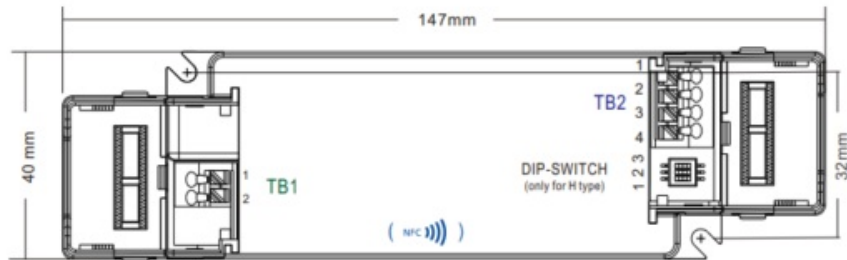 147mm
40 mm
32mm
1
2
3
4
TB2
DIP-SWITCH
(only for H type)
3
2
1
1
2
TB1
( NFC )